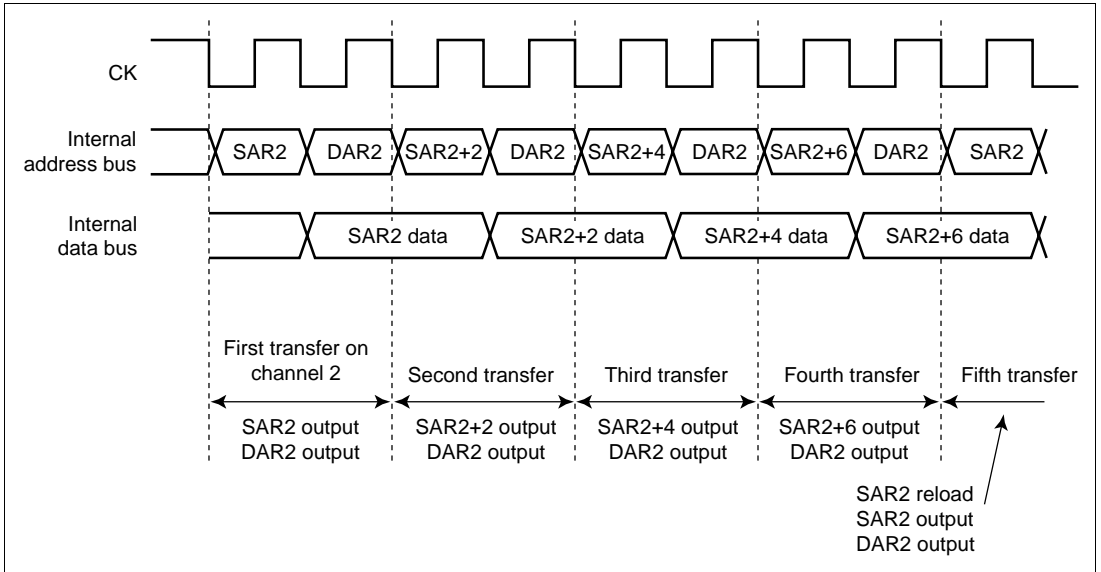 CK
Internal
address bus
SAR2 DAR2 SAR2+2 DAR2 SAR2+4 DAR2 SAR2+6 DAR2 SAR2
Internal
data bus
SAR2 data SAR2+2 data SAR2+4 data SAR2+6 data
First transfer on
channel 2
Second transfer
Third transfer
Fourth transfer
Fifth transfer
SAR2 output
DAR2 output
SAR2+2 output
DAR2 output
SAR2+4 output
DAR2 output
SAR2+6 output
DAR2 output
SAR2 reload
SAR2 output
DAR2 output